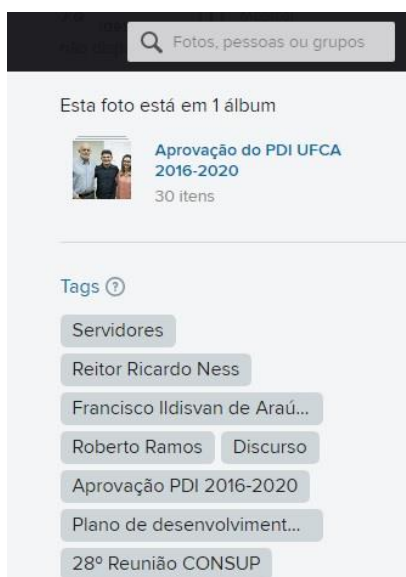 Fotos, pessoas ou grupos
Esta foto está em 1 álbum
Aprovação do PDI UFCA
2016-2020
30 itens
Tags ?
Servidores
Reitor Ricardo Ness
Francisco Ildisvan de Araú...
Roberto Ramos Discurso
Aprovação PDI 2016-2020
Plano de desenvolviment...
28º Reunião CONSUP